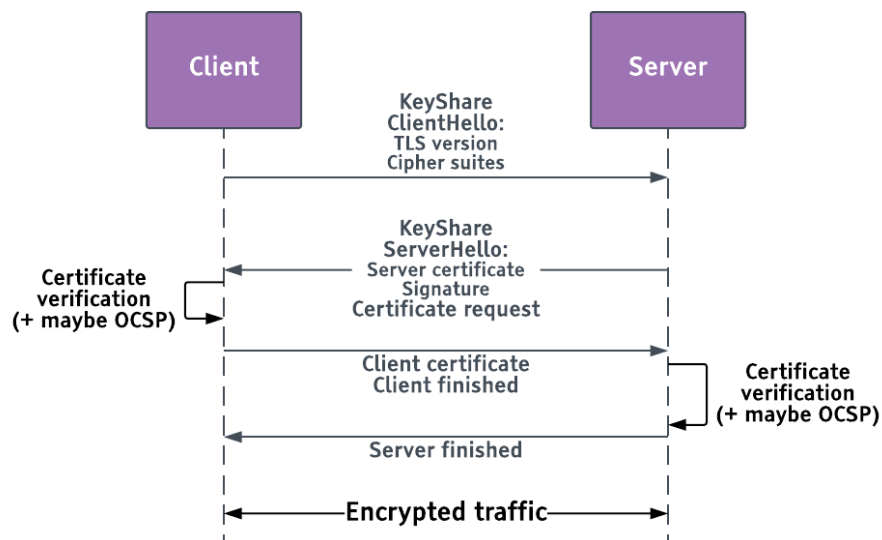 Client
Server
KeyShare
ClientHello:
TLS version
Cipher suites
KeyShare
ServerHello:
Server certificate
Signature
Certificate request
Certificate
verification
(+ maybe OCSP)
Client certificate
Client finished
Certificate
verification
(+ maybe OCSP)
Server finished
Encrypted traffic